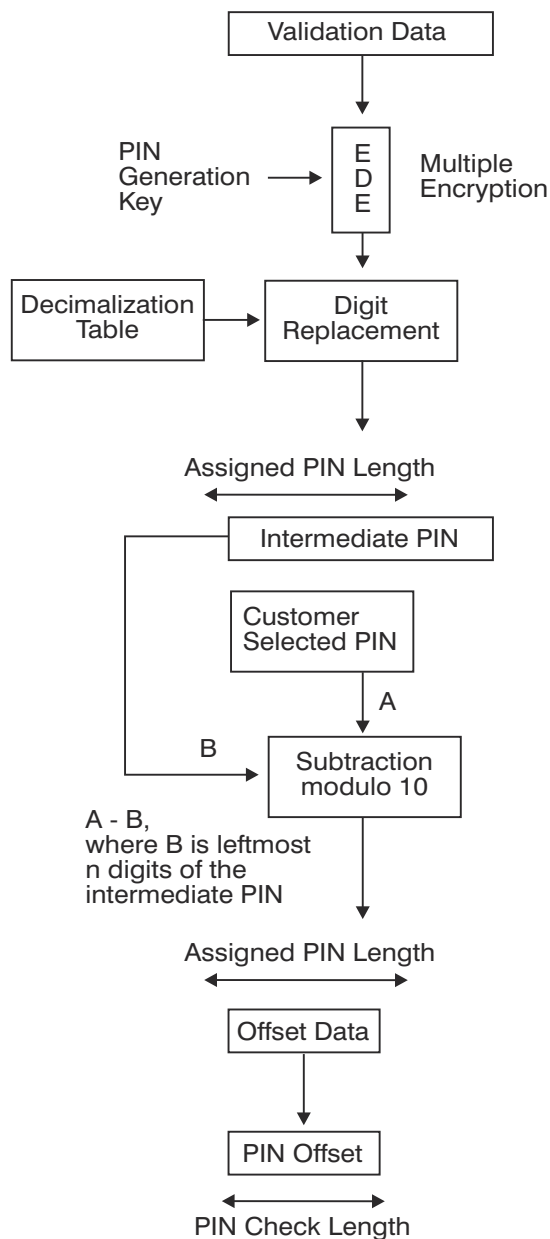 Validation Data
PIN
Generation
Key
E
D
E
Multiple
Encryption
Decimalization
Table
Digit
Replacement
Assigned PIN Length
Intermediate PIN
Customer
Selected PIN
A
B
Subtraction
modulo 10
A - B,
where B is leftmost
n digits of the
intermediate PIN
Assigned PIN Length
Offset Data
PIN Offset
PIN Check Length